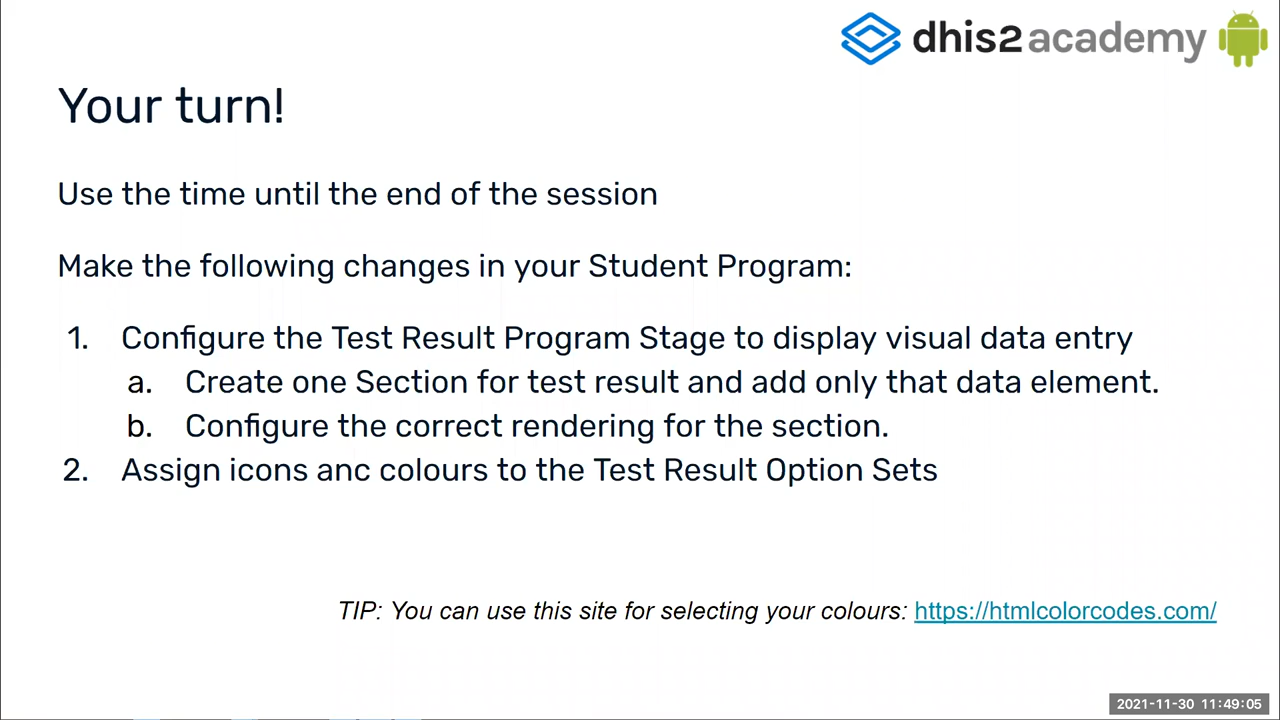 dhis2 academy
Your turn!
Use the time until the end of the session
Make the following changes in your Student Program:
1. Configure the Test Result Program Stage to display visual data entry
a. Create one Section for test result and add only that data element.
b. Configure the correct rendering for the section.
2. Assign icons anc colours to the Test Result Option Sets
TIP: You can use this site for selecting your colours: https://htmlcolorcodes.com/
2021-11-30 11:49:05